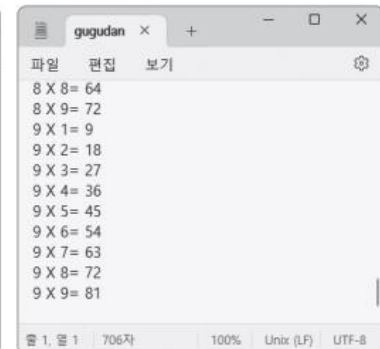 gugudan
파일 편집 보기
8 X 8= 64
8 X 9= 72
9 X 1= 9
9 X 2= 18
9 X 3= 27
9 X 4= 36
9 X 5= 45
9 X 6= 54
9 X 7= 63
9 X 8= 72
9 X 9= 81
줄 1, 열 1 706자 100% Unix (LF) UTF-8